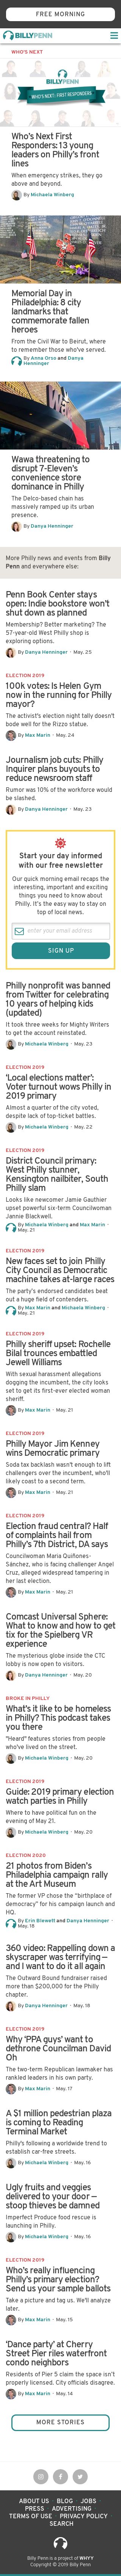 FREE MORNING
BILLYPENN
WHO'S NEXT
BILLYPENN
WHO'S NEXT: FIRST RESPONDERS
Who's Next First
Responders: 13 young
leaders on Philly's front
lines
When emergency strikes, they go
above and beyond.
By Michaela Winberg
Memorial Day in
Philadelphia: 8 city
landmarks that
commemorate fallen
heroes
From the Civil War to Beirut, where
to remember those who've served.
By Anna Orso and Danya
Henninger
Wawa threatening to
disrupt 7-Eleven's
convenience store
dominance in Philly
The Delco-based chain has
massively ramped up its urban
presence.
By Danya Henninger
More Philly news and events from Billy
Penn and everywhere else:
Penn Book Center stays
open: Indie bookstore won't
shut down as planned
Membership? Better marketing? The
57-year-old West Philly shop is
exploring options.
By Danya Henninger · May, 25
ELECTION 2019
100k votes: Is Helen Gym
now in the running for Philly
mayor?
The activist's election night tally doesn't
bode well for the Rizzo statue.
By Max Marin · May, 24
Journalism job cuts: Philly
Inquirer plans buyouts to
reduce newsroom staff
Rumor was 10% of the workforce would
be slashed.
By Danya Henninger · May, 23
Start your day informed
with our free newsletter
Our quick morning email recaps the
interesting, important and exciting
things you need to know about
Philly. It's an easy way to stay on
top of local news.
enter your email address
SIGN UP
Philly nonprofit was banned
from Twitter for celebrating
10 years of helping kids
(updated)
It took three weeks for Mighty Writers
to get the account reinstated.
By Michaela Winberg · May, 23
ELECTION 2019
'Local elections matter':
Voter turnout wows Philly in
2019 primary
Almost a quarter of the city voted,
despite lack of top-ticket battles.
By Michaela Winberg · May, 22
ELECTION 2019
District Council primary:
West Philly stunner,
Kensington nailbiter, South
Philly slam
Looks like newcomer Jamie Gauthier
upset powerful six-term Councilwoman
Jannie Blackwell.
By Michaela Winberg and Max Marin ·
May, 21
ELECTION 2019
New faces set to join Philly
City Council as Democratic
machine takes at-large races
The party's endorsed candidates beat
out a huge field of contenders.
By Max Marin and Michaela Winberg ·
May, 21
ELECTION 2019
Philly sheriff upset: Rochelle
Bilal trounces embattled
Jewell Williams
With sexual harassment allegations
dogging the incumbent, the city looks
set to get its first-ever elected woman
sheriff.
By Max Marin · May, 21
ELECTION 2019
Philly Mayor Jim Kenney
wins Democratic primary
Soda tax backlash wasn't enough to lift
challengers over the incumbent, who'll
likely coast to a second term.
By Max Marin · May, 21
ELECTION 2019
Election fraud central? Half
of complaints hail from
Philly's 7th District, DA says
Councilwoman Maria Quiñones-
Sánchez, who is facing challenger Angel
Cruz, alleged widespread tampering in
her last election.
By Max Marin · May, 21
Comcast Universal Sphere:
What to know and how to get
tix for the Spielberg VR
experience
The mysterious globe inside the CTC
lobby is now open to visitors.
By Danya Henninger · May, 20
BROKE IN PHILLY
What's it like to be homeless
in Philly? This podcast takes
you there
"Heard" features stories from people
who've lived on the street.
By Michaela Winberg · May, 20
ELECTION 2019
Guide: 2019 primary election
watch parties in Philly
Where to have political fun on the
evening of May 21.
By Michaela Winberg · May, 20
ELECTION 2020
21 photos from Biden's
Philadelphia campaign rally
at the Art Museum
The former VP chose the "birthplace of
democracy" for his campaign launch and
HQ.
By Erin Blewett and Danya Henninger ·
May, 18
360 video: Rappelling down a
skyscraper was terrifying —
and I want to do it all again
The Outward Bound fundraiser raised
more than $200,000 for the Philly
chapter.
By Danya Henninger · May, 18
ELECTION 2019
Why 'PPA guys' want to
dethrone Councilman David
Oh
The two-term Republican lawmaker has
rankled leaders in his own party.
By Max Marin · May, 17
A $1 million pedestrian plaza
is coming to Reading
Terminal Market
Philly's following a worldwide trend to
establish car-free streets.
By Michaela Winberg · May, 16
Ugly fruits and veggies
delivered to your door —
stoop thieves be damned
Imperfect Produce food rescue is
launching in Philly.
By Michaela Winberg · May, 16
ELECTION 2019
Who's really influencing
Philly's primary election?
Send us your sample ballots
Take a picture and tag us. We'll dig in
later.
By Max Marin · May, 15
'Dance party' at Cherry
Street Pier riles waterfront
condo neighbors
Residents of Pier 5 claim the space isn't
properly licensed. City officials disagree.
By Max Marin · May, 14
MORE STORIES
ABOUT US · BLOG · JOBS ·
PRESS · ADVERTISING ·
TERMS OF USE · PRIVACY POLICY
SEARCH
Billy Penn is a project of WHYY
Copyright © 2019 Billy Penn